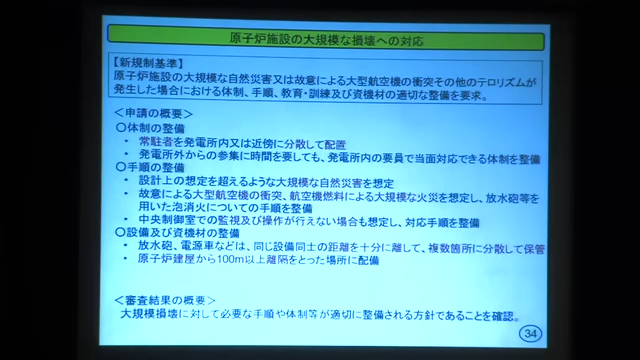 原子炉施設の大規模な損壊への対応
【新規制基準】
原子炉施設の大規模な自然災害又は故意による大型航空機の衝突その他のテロリズムが
発生した場合における体制、手順、教育・訓練及び資機材の適切な整備を要求。
＜申請の概要＞
〇体制の整備
・ 常駐者を発電所内又は近傍に分散して配置
・ 発電所外からの参集に時間を要しても、発電所内の要員で当面対応できる体制を整備
〇手順の整備
・ 設計上の想定を超えるような大規模な自然災害を想定
・ 故意による大型航空機の衝突、航空機燃料による大規模な火災を想定し、放水砲等を
用いた泡消火についての手順を整備
・ 中央制御室での監視及び操作が行えない場合も想定し、対応手順を整備
〇設備及び資機材の整備
・ 放水砲、電源車などは、同じ設備同士の距離を十分に離して、複数箇所に分散して保管
・ 原子炉建屋から100m以上離隔をとった場所に配備
＜審査結果の概要＞
大規模損壊に対して必要な手順や体制等が適切に整備される方針であることを確認。
34